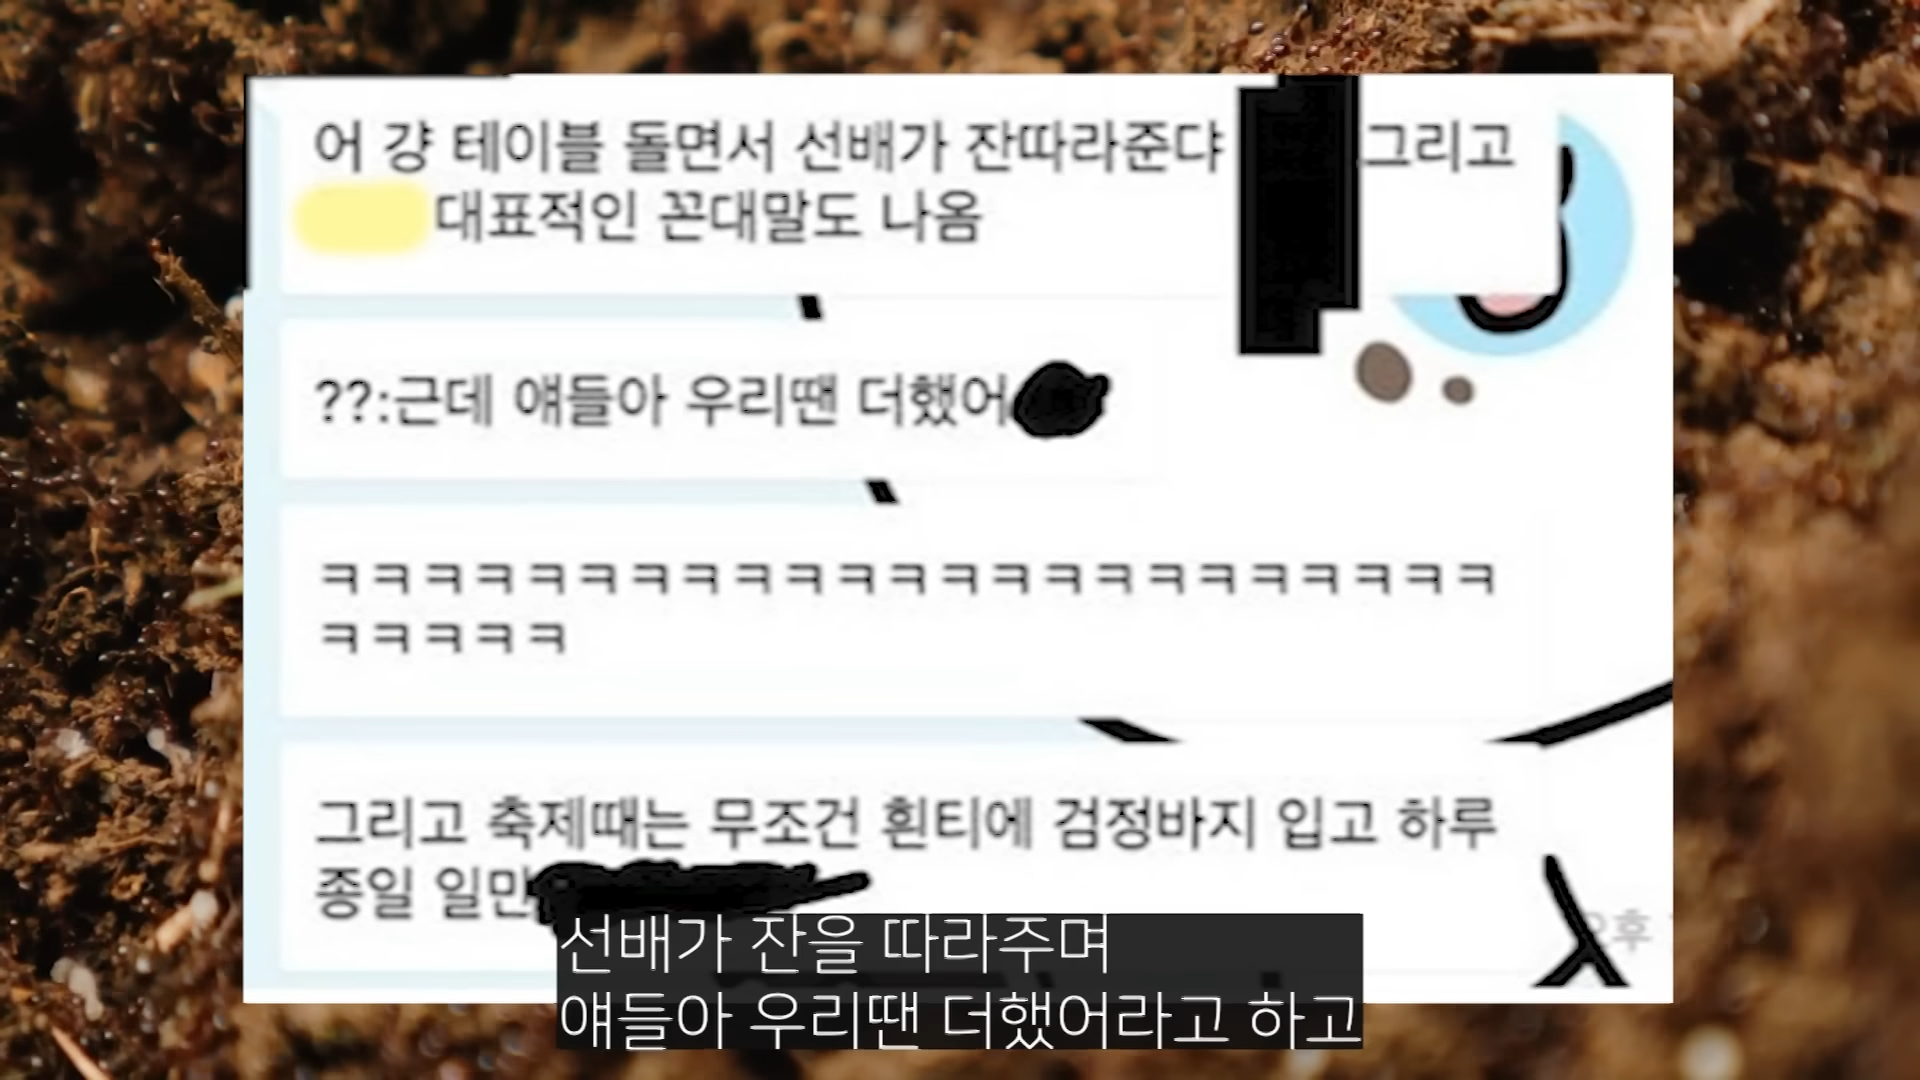 어 걍 테이블 돌면서 선배가 잔따라준댜 그리고
대표적인 꼰대말도 나옴
??:근데 얘들아 우리땐 더했어
ㅋㅋㅋㅋㅋㅋㅋㅋㅋㅋㅋㅋㅋㅋㅋㅋㅋㅋㅋㅋㅋㅋㅋ
ㅋㅋㅋㅋㅋ
그리고 축제때는 무조건 흰티에 검정바지 입고 하루
종일 일만
선배가 잔을 따라주며
얘들아 우리땐 더했어라고 하고